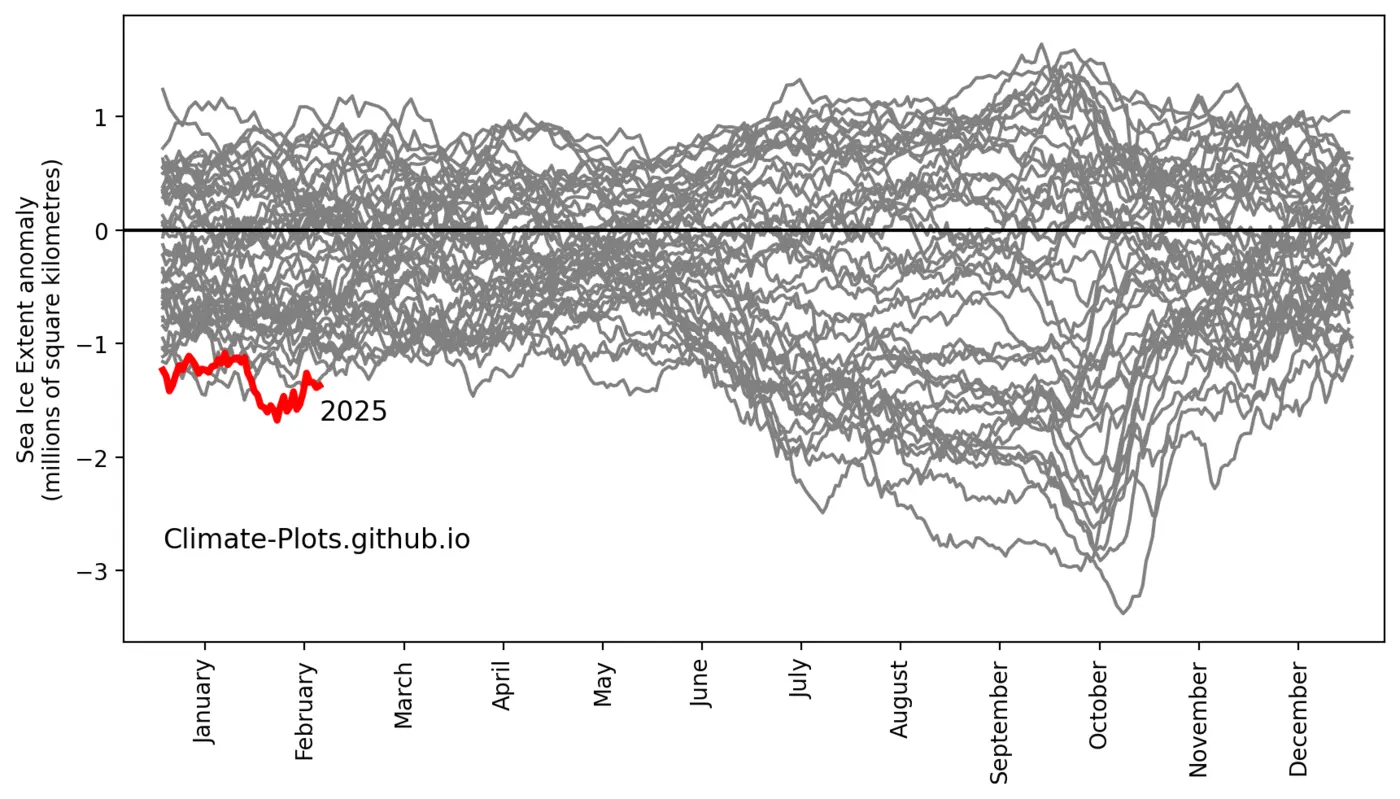 Sea Ice Extent anomaly
(millions of square kilometres)
1
0
−1
−2
−3
2025
Climate-Plots.github.io
January
February
March
April
May
June
July
August
September
October
November
December